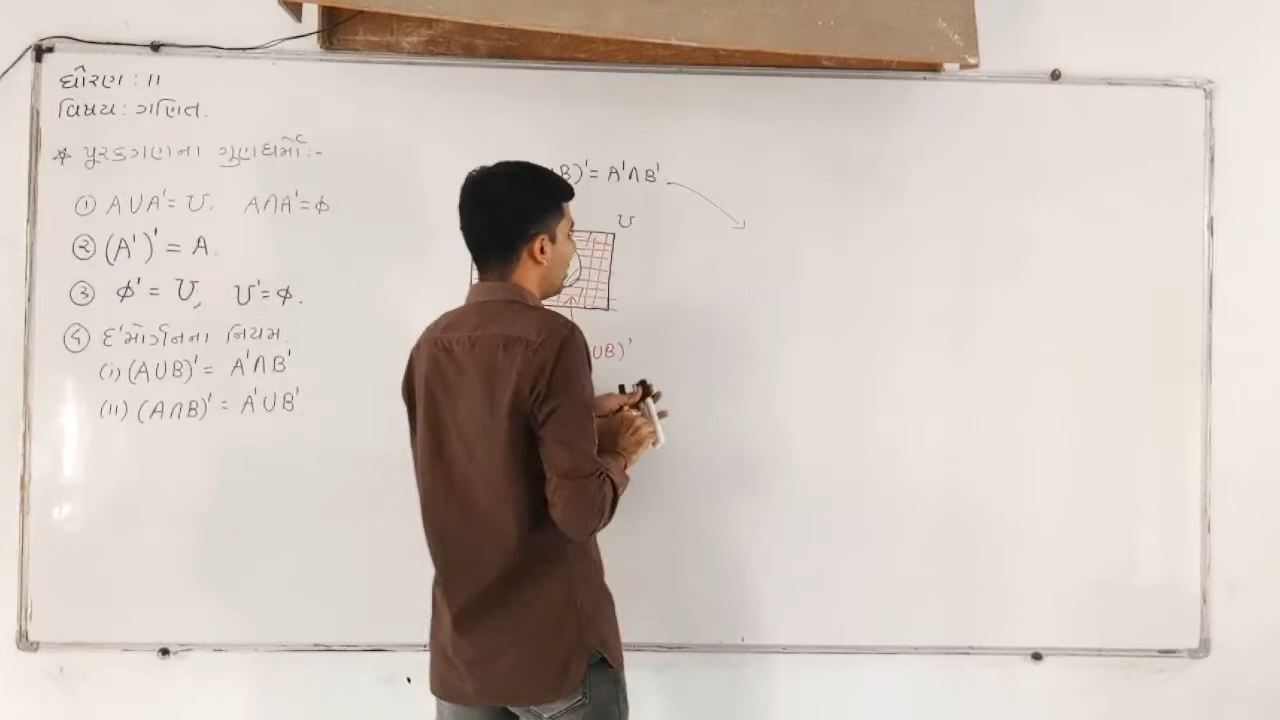 ધોરણ : 11
વિષય : ગણિત.
* પુરકગણના ગુણધર્મો :-
① A∪A' = U. A∩A' = ϕ
② (A')' = A.
③ ϕ' = U, U' = ϕ.
④ દ'મોર્ગનના નિયમ.
(i) (A∪B)' = A'∩B'
(ii) (A∩B)' = A'∪B'.
B)' = A'∩B'
U
∪B)'